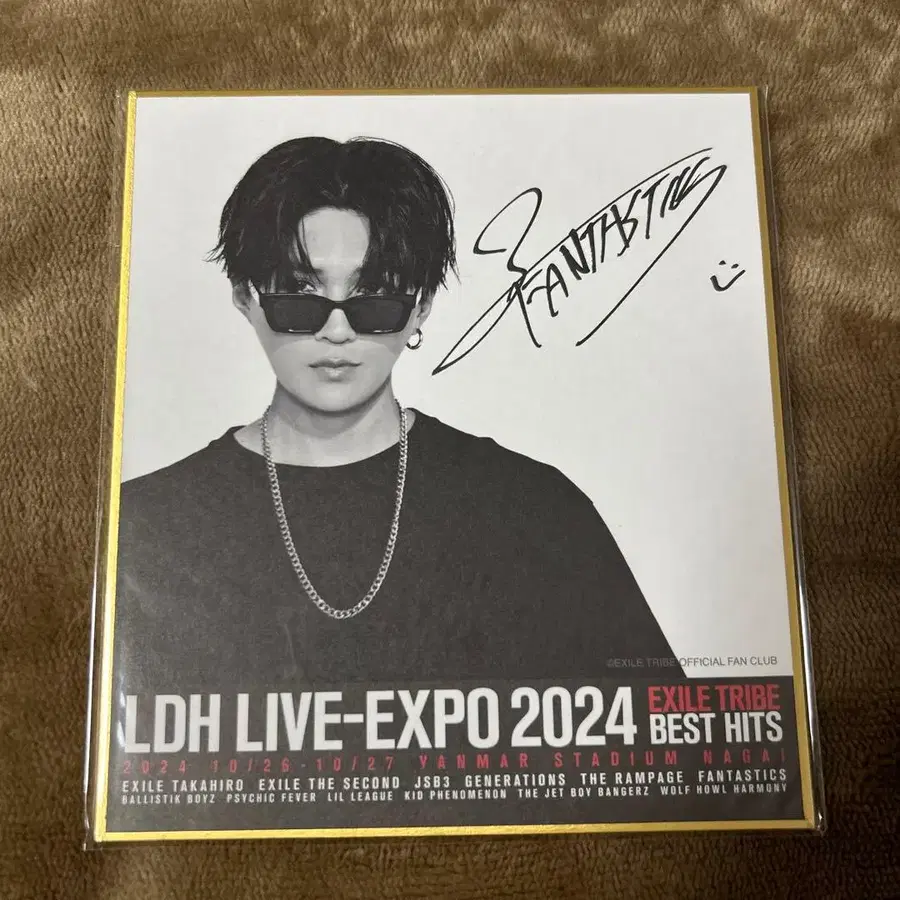 FANTASTICS
©EXILE TRIBE OFFICIAL FAN CLUB
LDH LIVE-EXPO 2024 EXILE TRIBE BEST HITS
2024 10/26-10/27 YANMAR STADIUM NAGAI
EXILE TAKAHIRO EXILE THE SECOND JSB3 GENERATIONS THE RAMPAGE FANTASTICS
BALLISTIK BOYZ PSYCHIC FEVER LIL LEAGUE KID PHENOMENON THE JET BOY BANGERZ WOLF HOWL HARMONY